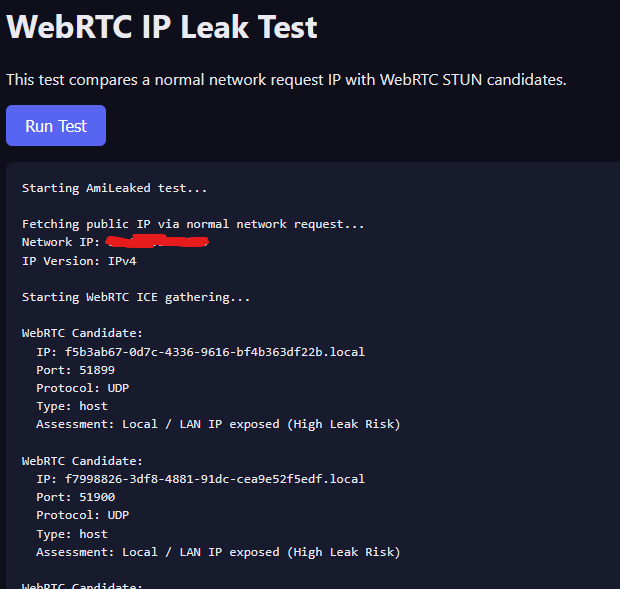 WebRTC IP Leak Test
This test compares a normal network request IP with WebRTC STUN candidates.
Run Test
Starting AmiLeaked test...
Fetching public IP via normal network request...
Network IP:
IP Version: IPv4
Starting WebRTC ICE gathering...
WebRTC Candidate:
IP: f5b3ab67-0d7c-4336-9616-bf4b363df22b.local
Port: 51899
Protocol: UDP
Type: host
Assessment: Local / LAN IP exposed (High Leak Risk)
WebRTC Candidate:
IP: f7998826-3df8-4881-91dc-cea9e52f5edf.local
Port: 51900
Protocol: UDP
Type: host
Assessment: Local / LAN IP exposed (High Leak Risk)
WebRTC Candidate: